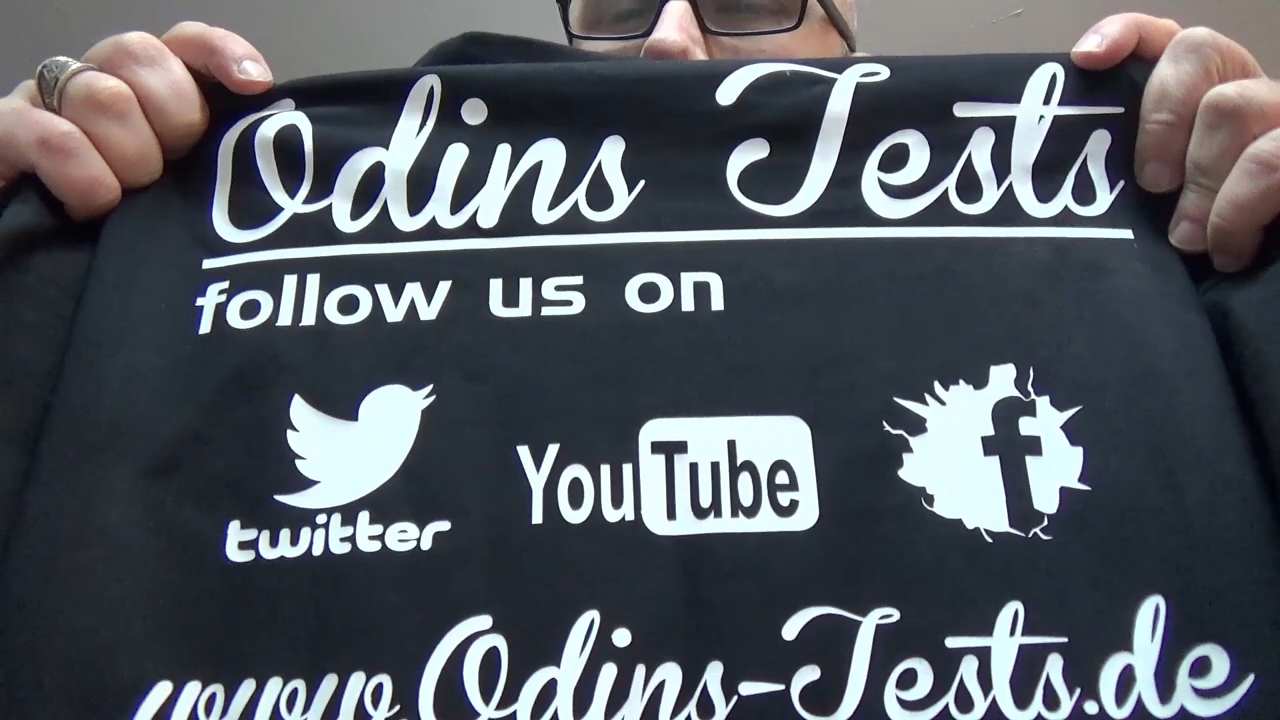 Odins Tests
follow us on
twitter YouTube f
www.Odins-Tests.de